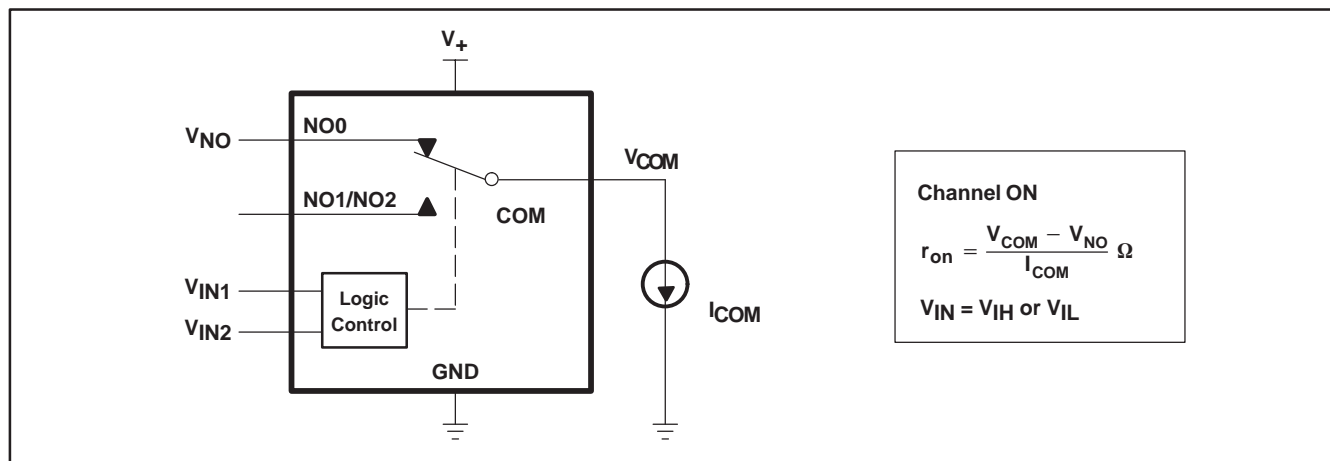 V+
VNO
NO0
VCOM
NO1/NO2
COM
VIN1
VIN2
Logic
Control
ICOM
GND
Channel ON
ron = VCOM − VNO / ICOM Ω
VIN = VIH or VIL